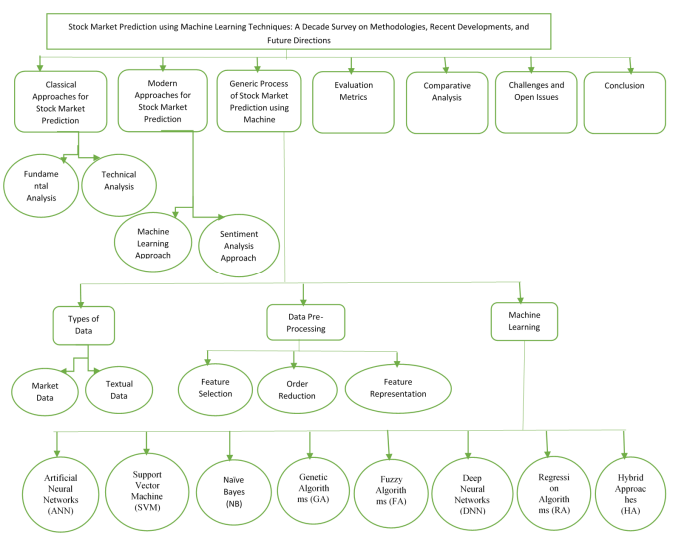 Stock Market Prediction using Machine Learning Techniques: A Decade Survey on Methodologies, Recent Developments, and
Future Directions
Classical
Approaches for
Stock Market
Prediction
Modern
Approaches for
Stock Market
Prediction
Generic Process
of Stock Market
Prediction using
Machine
Evaluation
Metrics
Comparative
Analysis
Challenges and
Open Issues
Conclusion
Fundame
ntal
Analysis
Technical
Analysis
Machine
Learning
Approach
Sentiment
Analysis
Approach
Types of
Data
Data Pre-
Processing
Machine
Learning
Market
Data
Textual
Data
Feature
Selection
Order
Reduction
Feature
Representation
Artificial
Neural
Networks
(ANN)
Support
Vector
Machine
(SVM)
Naïve
Bayes
(NB)
Genetic
Algorith
ms (GA)
Fuzzy
Algorith
ms (FA)
Deep
Neural
Networks
(DNN)
Regressi
on
Algorith
ms (RA)
Hybrid
Approac
hes
(HA)